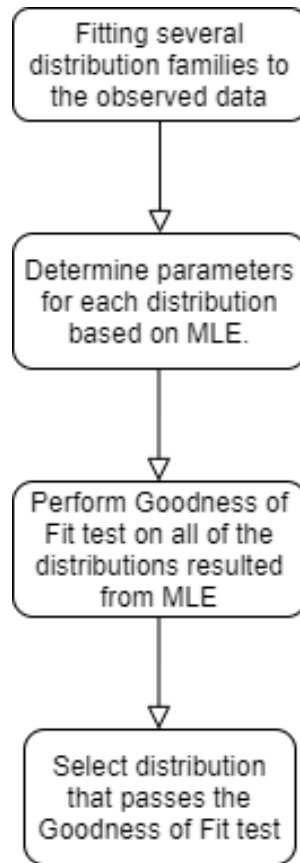 Fitting several
distribution families to
the observed data
Determine parameters
for each distribution
based on MLE.
Perform Goodness of
Fit test on all of the
distributions resulted
from MLE
Select distribution
that passes the
Goodness of Fit test